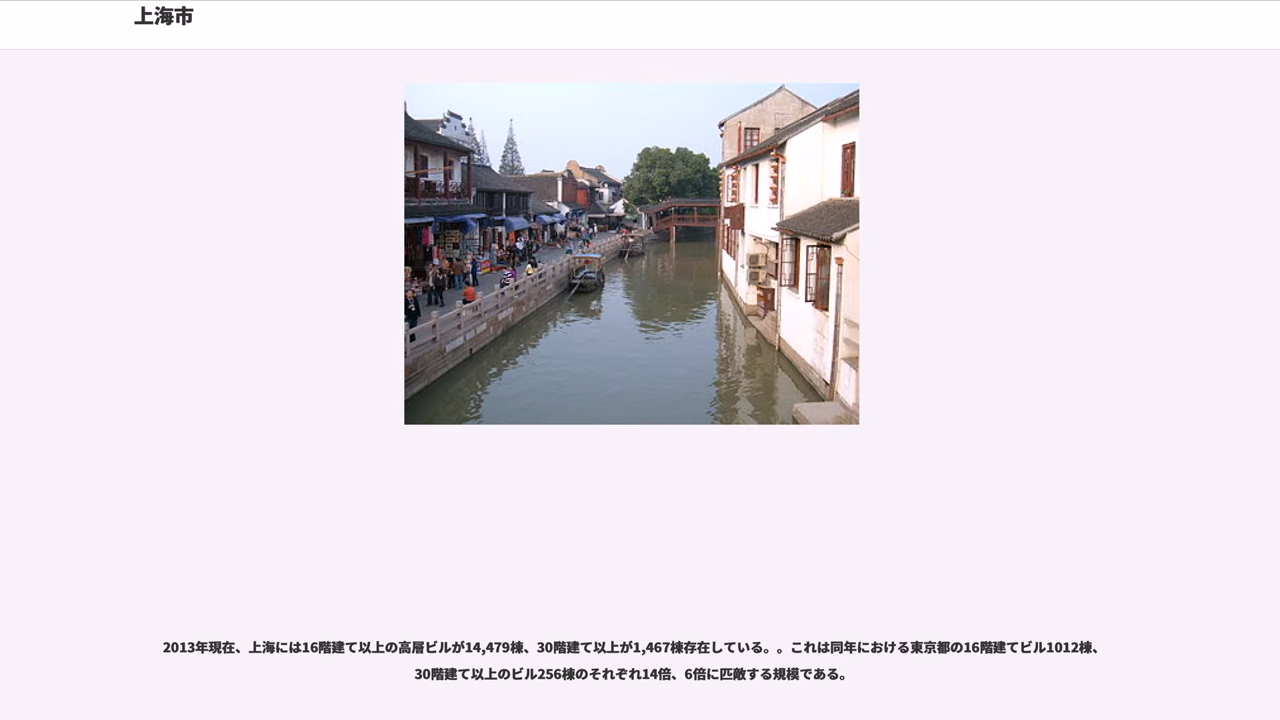 上海市
2013年現在、上海には16階建て以上の高層ビルが14,479棟、30階建て以上が1,467棟存在している。。これは同年における東京都の16階建てビル1012棟、
30階建て以上のビル256棟のそれぞれ14倍、6倍に匹敵する規模である。